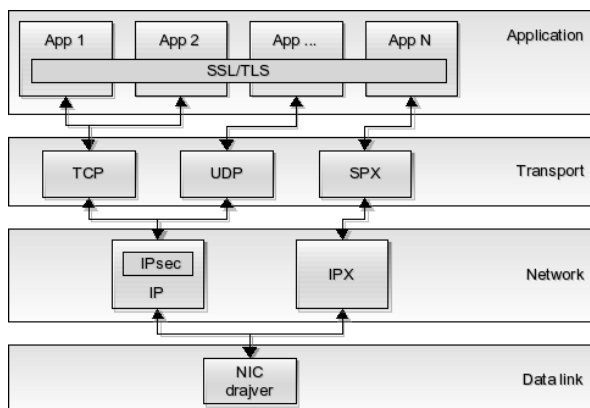 App 1
App 2
App ...
App N
Application
SSL/TLS
TCP
UDP
SPX
Transport
IPsec
IP
IPX
Network
NIC
drajver
Data link